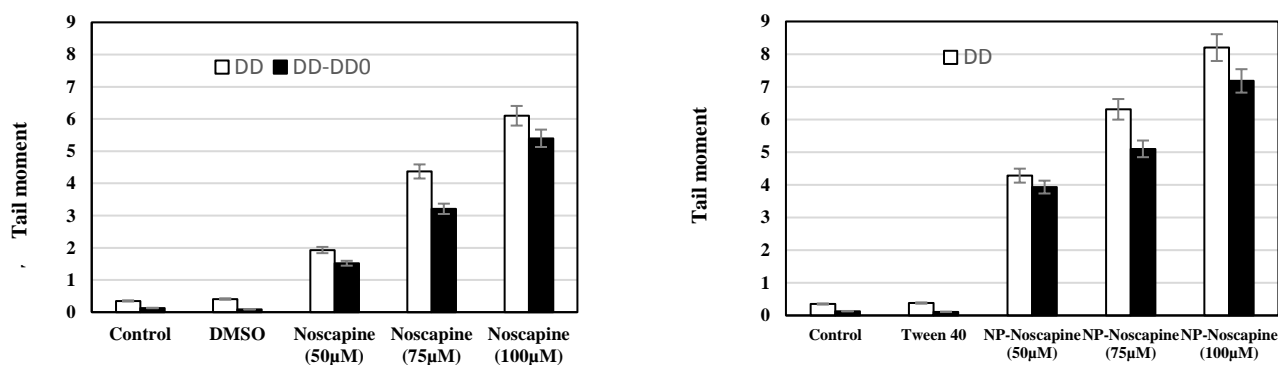 9
8
7
6
5
4
3
2
1
0
Tail moment
,
DD DD-DD0
Control DMSO Noscapine Noscapine Noscapine
(50µM) (75µM) (100µM)
9
8
7
6
5
4
3
2
1
0
Tail moment
DD
Control Tween 40 NP-Noscapine NP-Noscapine NP-Noscapine
(50µM) (75µM) (100µM)